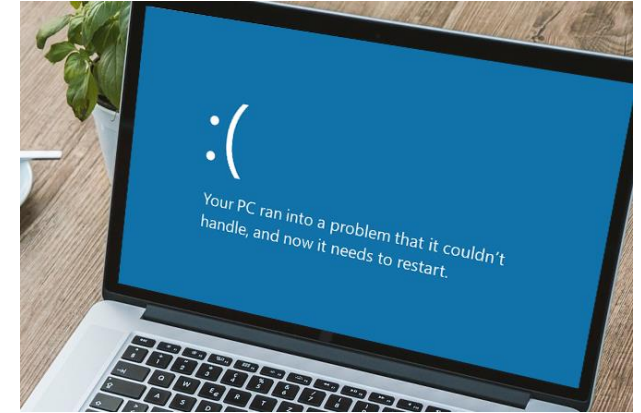 :(
Your PC ran into a problem that it couldn't
handle, and now it needs to restart.